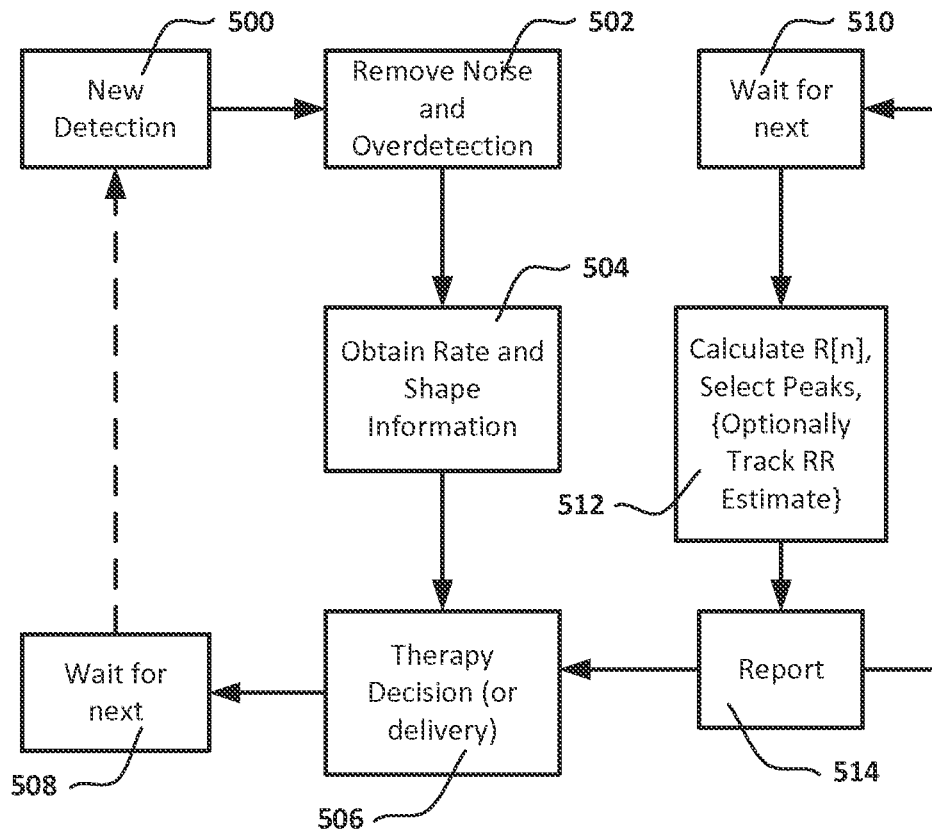 500
New
Detection
502
Remove Noise
and
Overdetection
510
Wait for
next
504
Obtain Rate and
Shape
Information
Calculate R[n],
Select Peaks,
{Optionally
Track RR
Estimate}
512
Wait for
next
508
Therapy
Decision (or
delivery)
506
Report
514